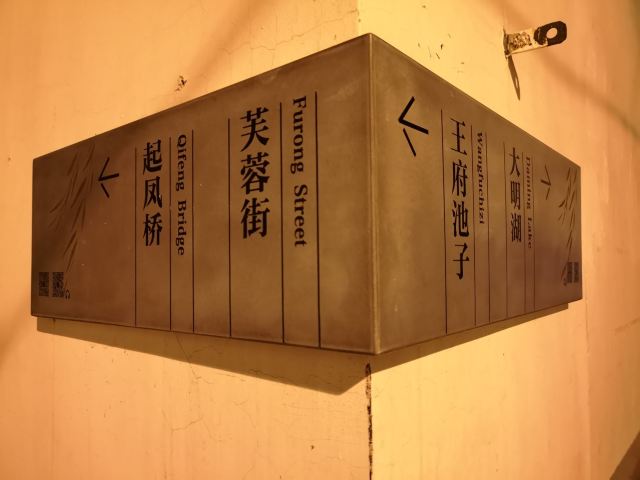 起凤桥
Qifeng Bridge
芙蓉街
Furong Street
王府池子
Wangfuchizi
大明湖
Daming Lake